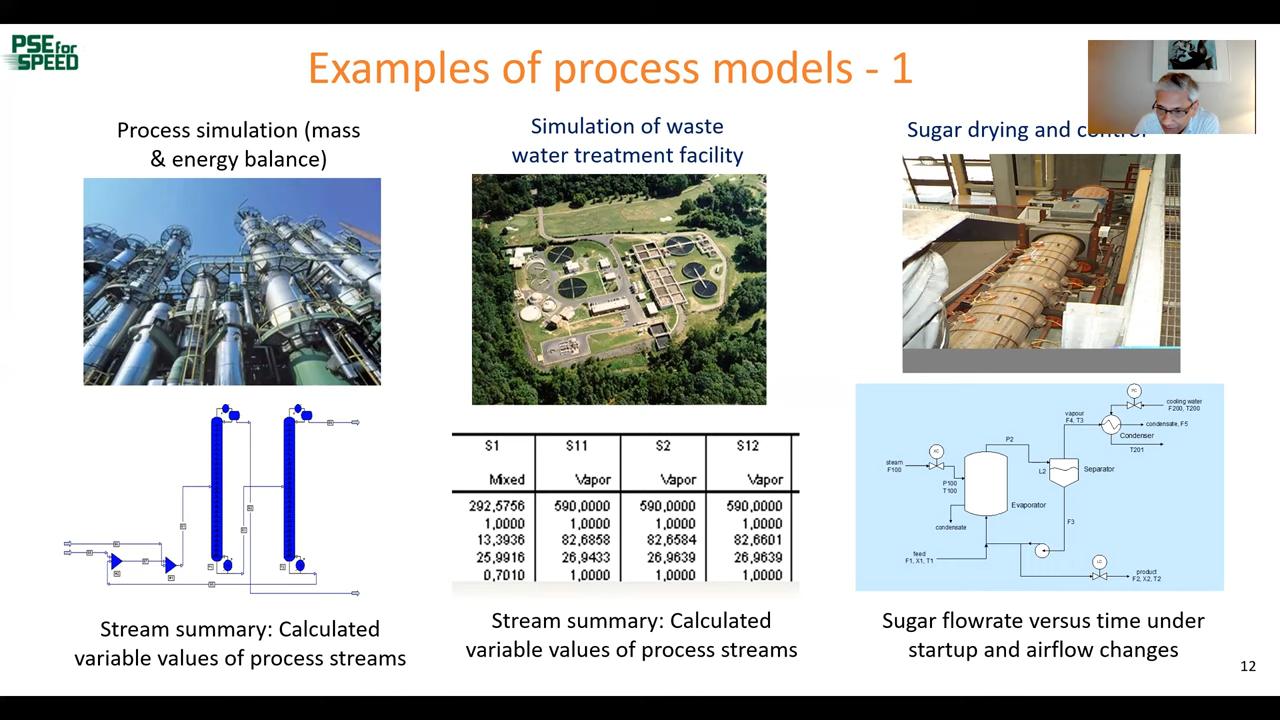 PSE for
SPEED
Examples of process models - 1
Process simulation (mass
& energy balance)
Simulation of waste
water treatment facility
Sugar drying and control
S1 S11 S2 S12
Mixed Vapor Vapor Vapor
292,5756 590,0000 590,0000 590,0000
1,0000 1,0000 1,0000 1,0000
13,3936 82,6858 82,6584 82,6601
25,9916 26,9433 26,9639 26,9639
0,7010 1,0000 1,0000 1,0000
cooling water
F200, T200
vapour
F4, T3
condensate, F5
Condenser
T201
P2
steam
F100
L2
Separator
P100
T100
Evaporator
condensate
F3
LC
feed
F1, X1, T1
product
F2, X2, T2
Stream summary: Calculated
variable values of process streams
Stream summary: Calculated
variable values of process streams
Sugar flowrate versus time under
startup and airflow changes
12